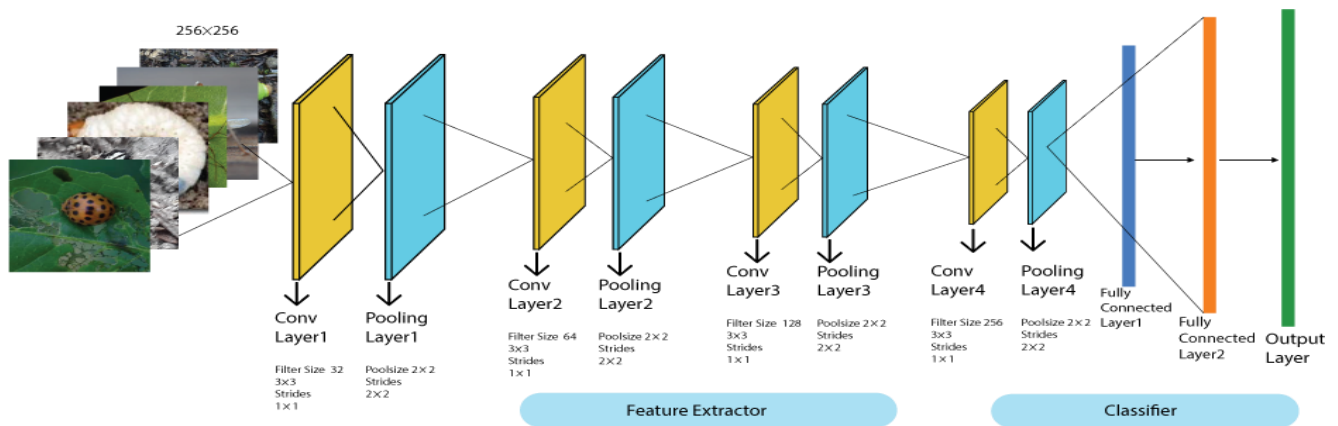 256×256
Conv
Layer1
Filter Size 32
3×3
Strides
1×1
Pooling
Layer1
Poolsize 2×2
Strides
2×2
Conv
Layer2
Filter Size 64
3×3
Strides
1×1
Pooling
Layer2
Poolsize 2×2
Strides
2×2
Conv
Layer3
Filter Size 128
3×3
Strides
1×1
Pooling
Layer3
Poolsize 2×2
Strides
2×2
Conv
Layer4
Filter Size 256
3×3
Strides
1×1
Pooling
Layer4
Poolsize 2×2
Strides
2×2
Fully
Connected
Layer1
Fully
Connected
Layer2
Output
Layer
Feature Extractor
Classifier